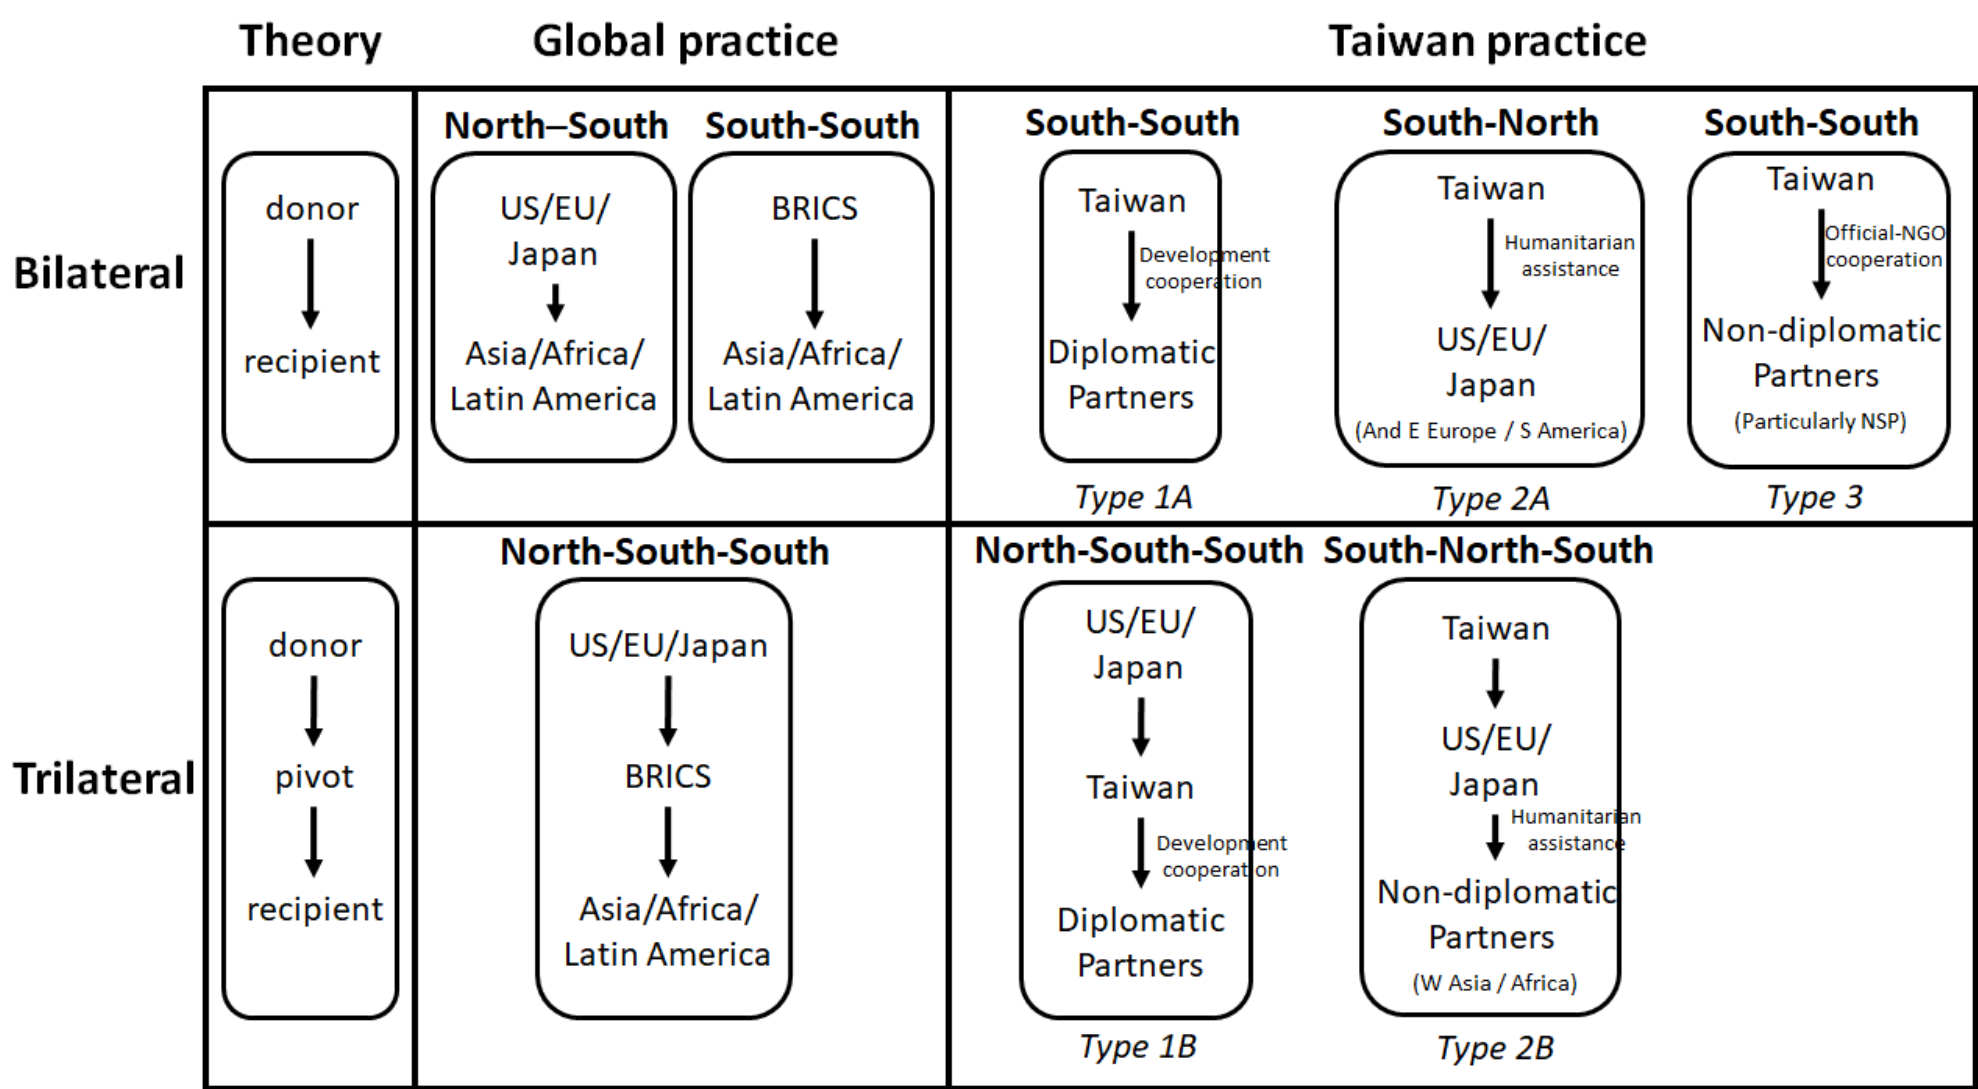 Theory
Global practice
Taiwan practice
Bilateral
donor
recipient
North–South
US/EU/
Japan
Asia/Africa/
Latin America
South-South
BRICS
Asia/Africa/
Latin America
South-South
Taiwan
Development
cooperation
Diplomatic
Partners
Type 1A
South-North
Taiwan
Humanitarian
assistance
US/EU/
Japan
(And E Europe / S America)
Type 2A
South-South
Taiwan
Official-NGO
cooperation
Non-diplomatic
Partners
(Particularly NSP)
Type 3
Trilateral
donor
pivot
recipient
North-South-South
US/EU/Japan
BRICS
Asia/Africa/
Latin America
North-South-South
US/EU/
Japan
Taiwan
Development
cooperation
Diplomatic
Partners
Type 1B
South-North-South
Taiwan
US/EU/
Japan
Humanitarian
assistance
Non-diplomatic
Partners
(W Asia / Africa)
Type 2B